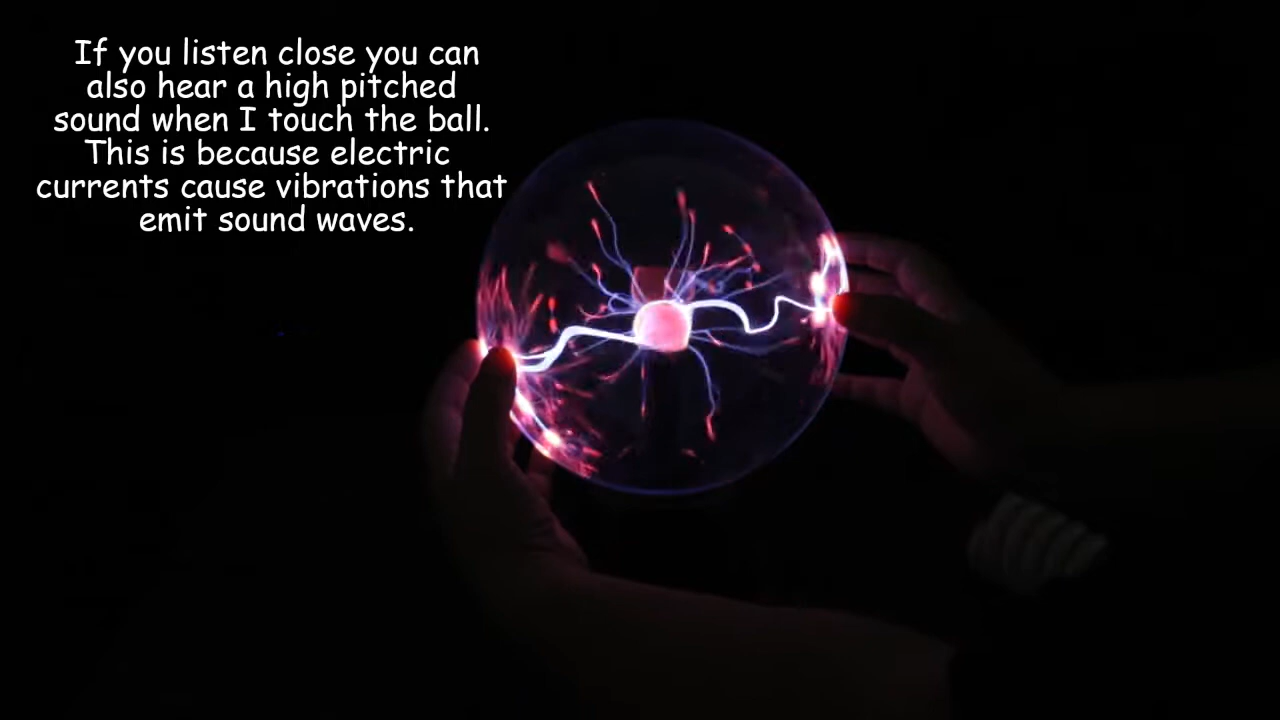 If you listen close you can
also hear a high pitched
sound when I touch the ball.
This is because electric
currents cause vibrations that
emit sound waves.